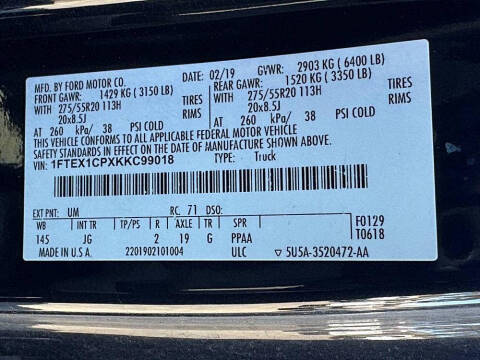 MFD. BY FORD MOTOR CO.
DATE: 02/19 GVWR: 2903 KG ( 6400 LB)
FRONT GAWR: 1429 KG ( 3150 LB) REAR GAWR: 1520 KG ( 3350 LB)
WITH 275/55R20 113H TIRES WITH 275/55R20 113H TIRES
20x8.5J RIMS 20x8.5J RIMS
AT 260 kPa/ 38 PSI COLD AT 260 kPa/ 38 PSI COLD
THIS VEHICLE CONFORMS TO ALL APPLICABLE FEDERAL MOTOR VEHICLE
SAFETY STANDARDS IN EFFECT ON THE DATE OF MANUFACTURE SHOWN ABOVE.
VIN: 1FTEX1CPXKKC99018 TYPE: Truck
EXT PNT: UM RC: 71 DSO:
WB INT TR TP/PS R AXLE TR SPR F0129
145 JG 2 19 G PPAA T0618
MADE IN U.S.A. 2201902101004 ULC ▽ 5U5A-3520472-AA